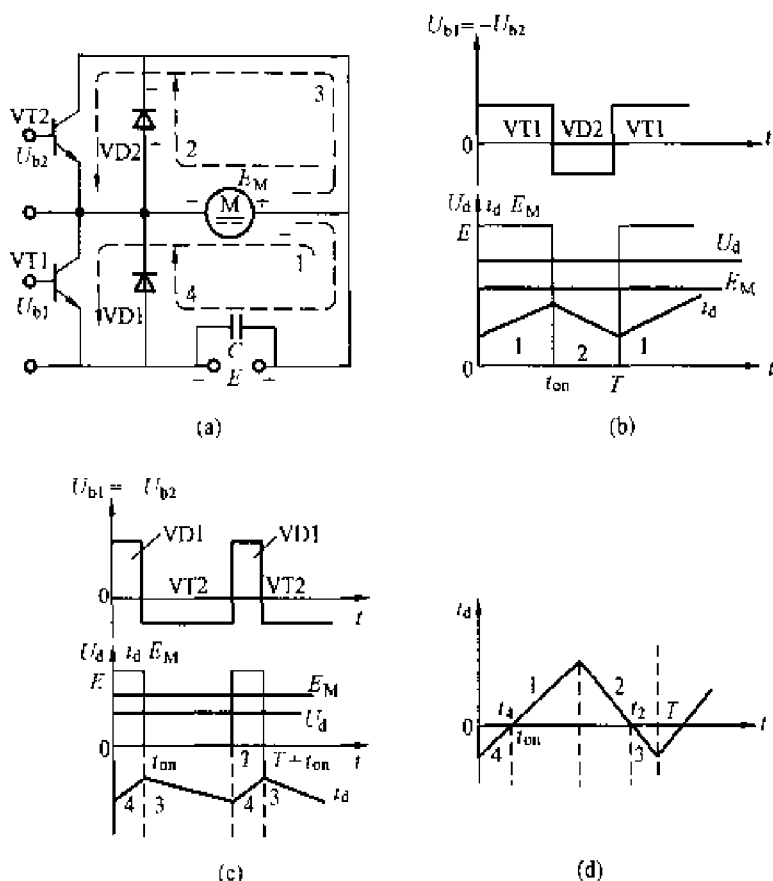 VT2
U_b2
VD2
2
3
E_M
− M +
VT1
U_b1
VD1
1
4
C
− E +
(a)
U_b1 = −U_b2
VT1 VD2 VT1
0
t
U_d i_d E_M
E
U_d
E_M
i_d
1 2 1
0
t_on T t
(b)
U_b1 = U_b2
VD1 VD1
VT2 VT2
0
t
U_d i_d E_M
E
E_M
U_d
0
t_on T T + t_on t
4 3 4 3 i_d
(c)
i_d
1 2
t_4 t_2 T
0
t_on t
4 3
(d)